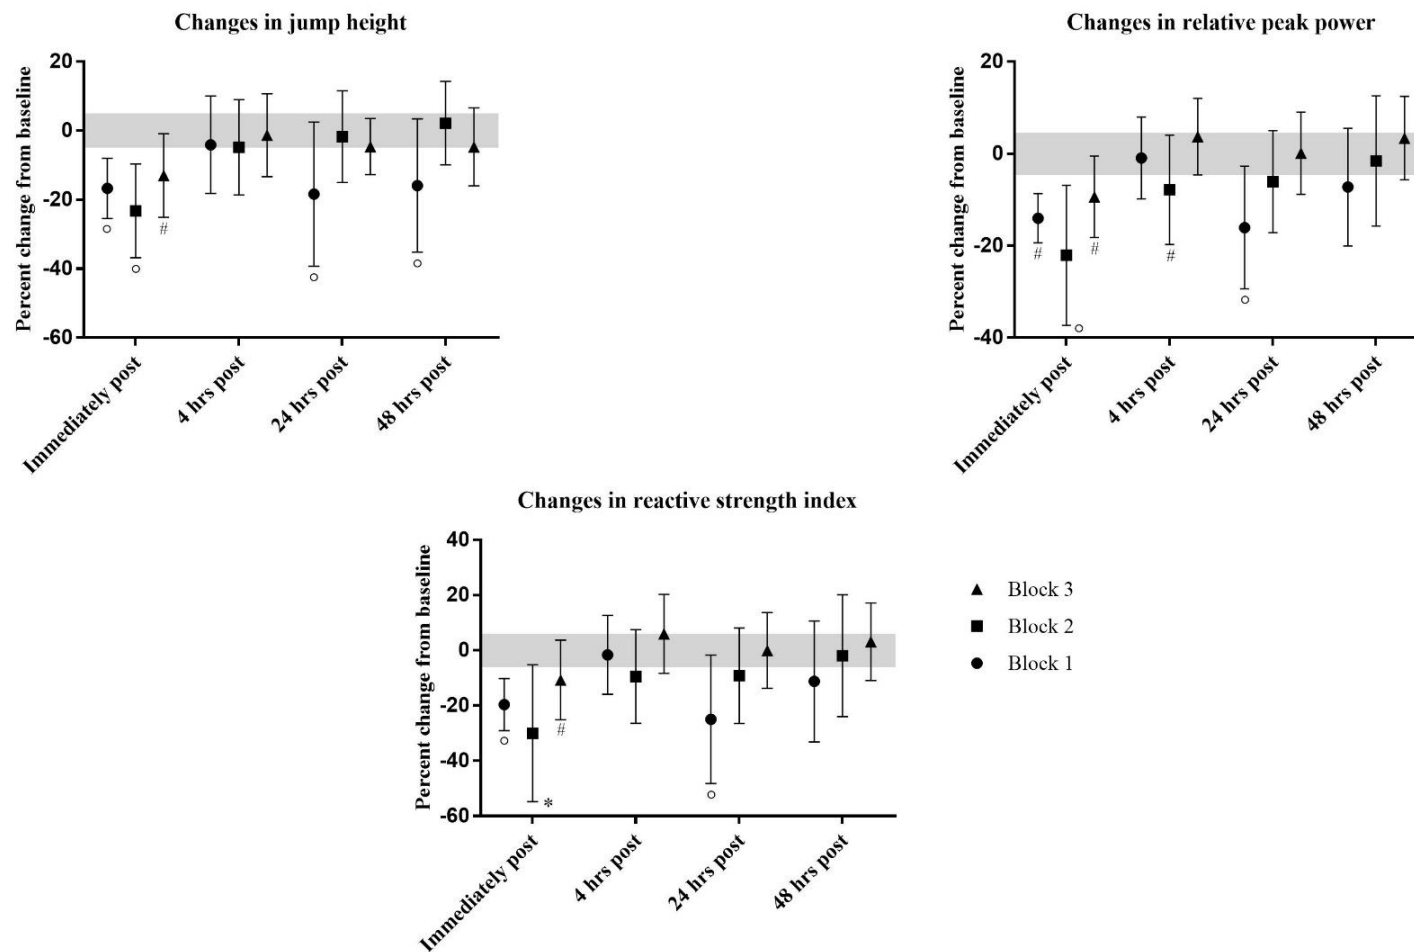 Changes in jump height
Percent change from baseline
20
0
-20
-40
-60
○
○
#
○
○
Immediately post
4 hrs post
24 hrs post
48 hrs post
Changes in relative peak power
Percent change from baseline
20
0
-20
-40
#
○
#
#
○
Immediately post
4 hrs post
24 hrs post
48 hrs post
Changes in reactive strength index
Percent change from baseline
40
20
0
-20
-40
-60
○
*
#
○
Immediately post
4 hrs post
24 hrs post
48 hrs post
Block 3
Block 2
Block 1